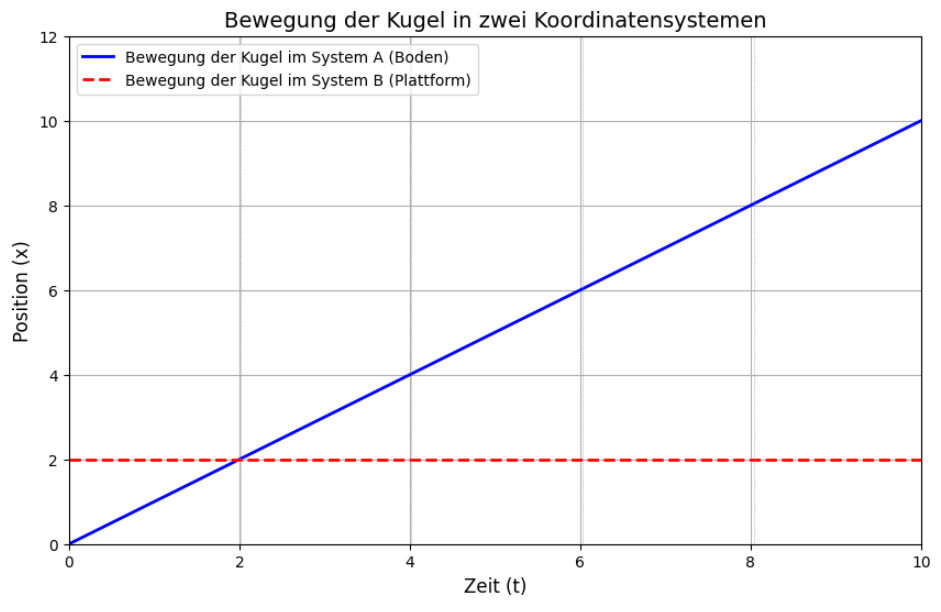 Bewegung der Kugel in zwei Koordinatensystemen
12
10
8
6
4
2
0
Bewegung der Kugel im System A (Boden)
Bewegung der Kugel im System B (Plattform)
Position (x)
0 2 4 6 8 10
Zeit (t)